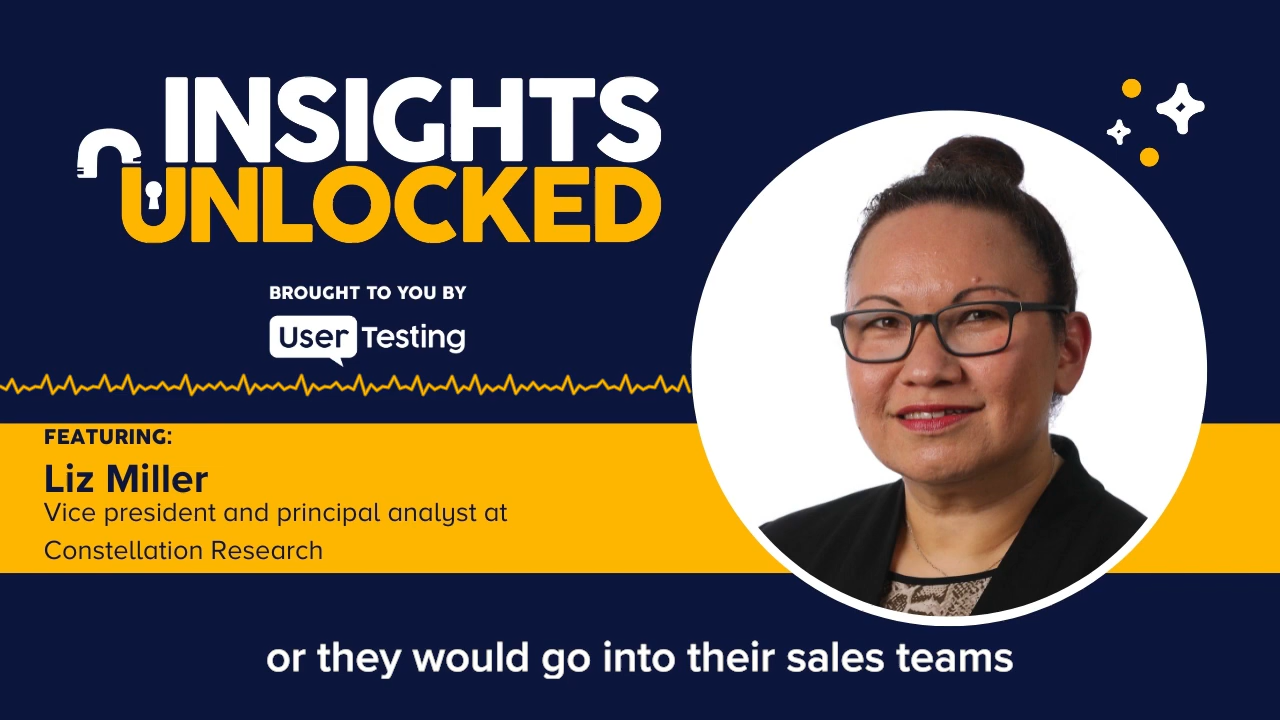 INSIGHTS
UNLOCKED
BROUGHT TO YOU BY
User Testing
FEATURING:
Liz Miller
Vice president and principal analyst at
Constellation Research
or they would go into their sales teams